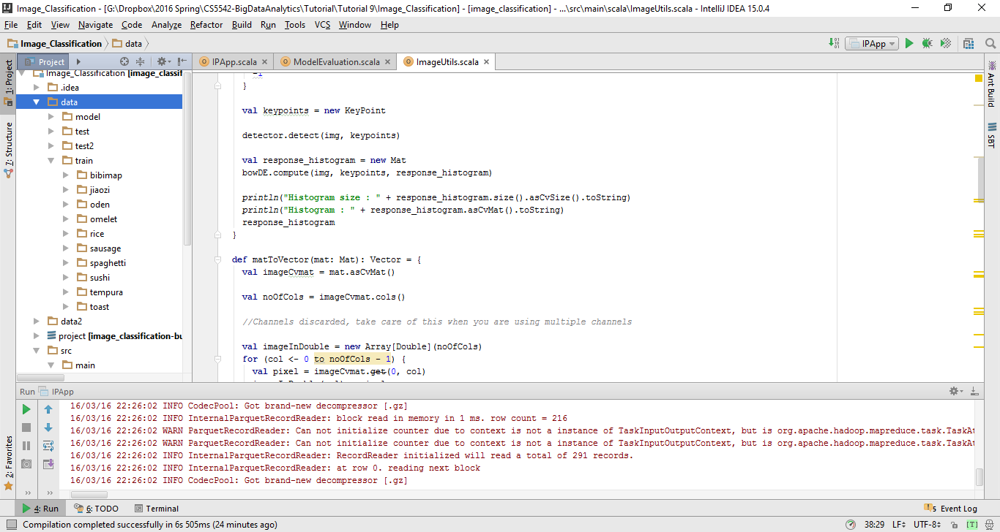 Image_Classification - [G:\Dropbox\2016 Spring\CS5542-BigDataAnalytics\Tutorial\Tutorial 9\Image_Classification] - [image_classification] - ...\src\main\scala\ImageUtils.scala - IntelliJ IDEA 15.0.4
File Edit View Navigate Code Analyze Refactor Build Run Tools VCS Window Help
Image_Classification data
IPApp
1: Project
7: Structure
2: Favorites
Project
Image_Classification [image_classif
.idea
data
model
test
test2
train
bibimap
jiaozi
oden
omelet
rice
sausage
spaghetti
sushi
tempura
toast
data2
project [image_classification-bu
src
main
IPApp.scala ModelEvaluation.scala ImageUtils.scala
-1
}
val keypoints = new KeyPoint
detector.detect(img, keypoints)
val response_histogram = new Mat
bowDE.compute(img, keypoints, response_histogram)
println("Histogram size : " + response_histogram.size().asCvSize().toString)
println("Histogram : " + response_histogram.asCvMat().toString)
response_histogram
}
def matToVector(mat: Mat): Vector = {
val imageCvmat = mat.asCvMat()
val noOfCols = imageCvmat.cols()
//Channels discarded, take care of this when you are using multiple channels
val imageInDouble = new Array[Double](noOfCols)
for (col <- 0 to noOfCols - 1) {
val pixel = imageCvmat.get(0, col)
Ant Build
SBT
Run IPApp
16/03/16 22:26:02 INFO CodecPool: Got brand-new decompressor [.gz]
16/03/16 22:26:02 INFO InternalParquetRecordReader: block read in memory in 1 ms. row count = 216
16/03/16 22:26:02 WARN ParquetRecordReader: Can not initialize counter due to context is not a instance of TaskInputOutputContext, but is org.apache.hadoop.mapreduce.task.TaskAt
16/03/16 22:26:02 WARN ParquetRecordReader: Can not initialize counter due to context is not a instance of TaskInputOutputContext, but is org.apache.hadoop.mapreduce.task.TaskAt
16/03/16 22:26:02 INFO InternalParquetRecordReader: RecordReader initialized will read a total of 291 records.
16/03/16 22:26:02 INFO InternalParquetRecordReader: at row 0. reading next block
16/03/16 22:26:02 INFO CodecPool: Got brand-new decompressor [.gz]
4: Run 6: TODO Terminal 5 Event Log
Compilation completed successfully in 6s 505ms (24 minutes ago) 38:29 LF UTF-8 [T]